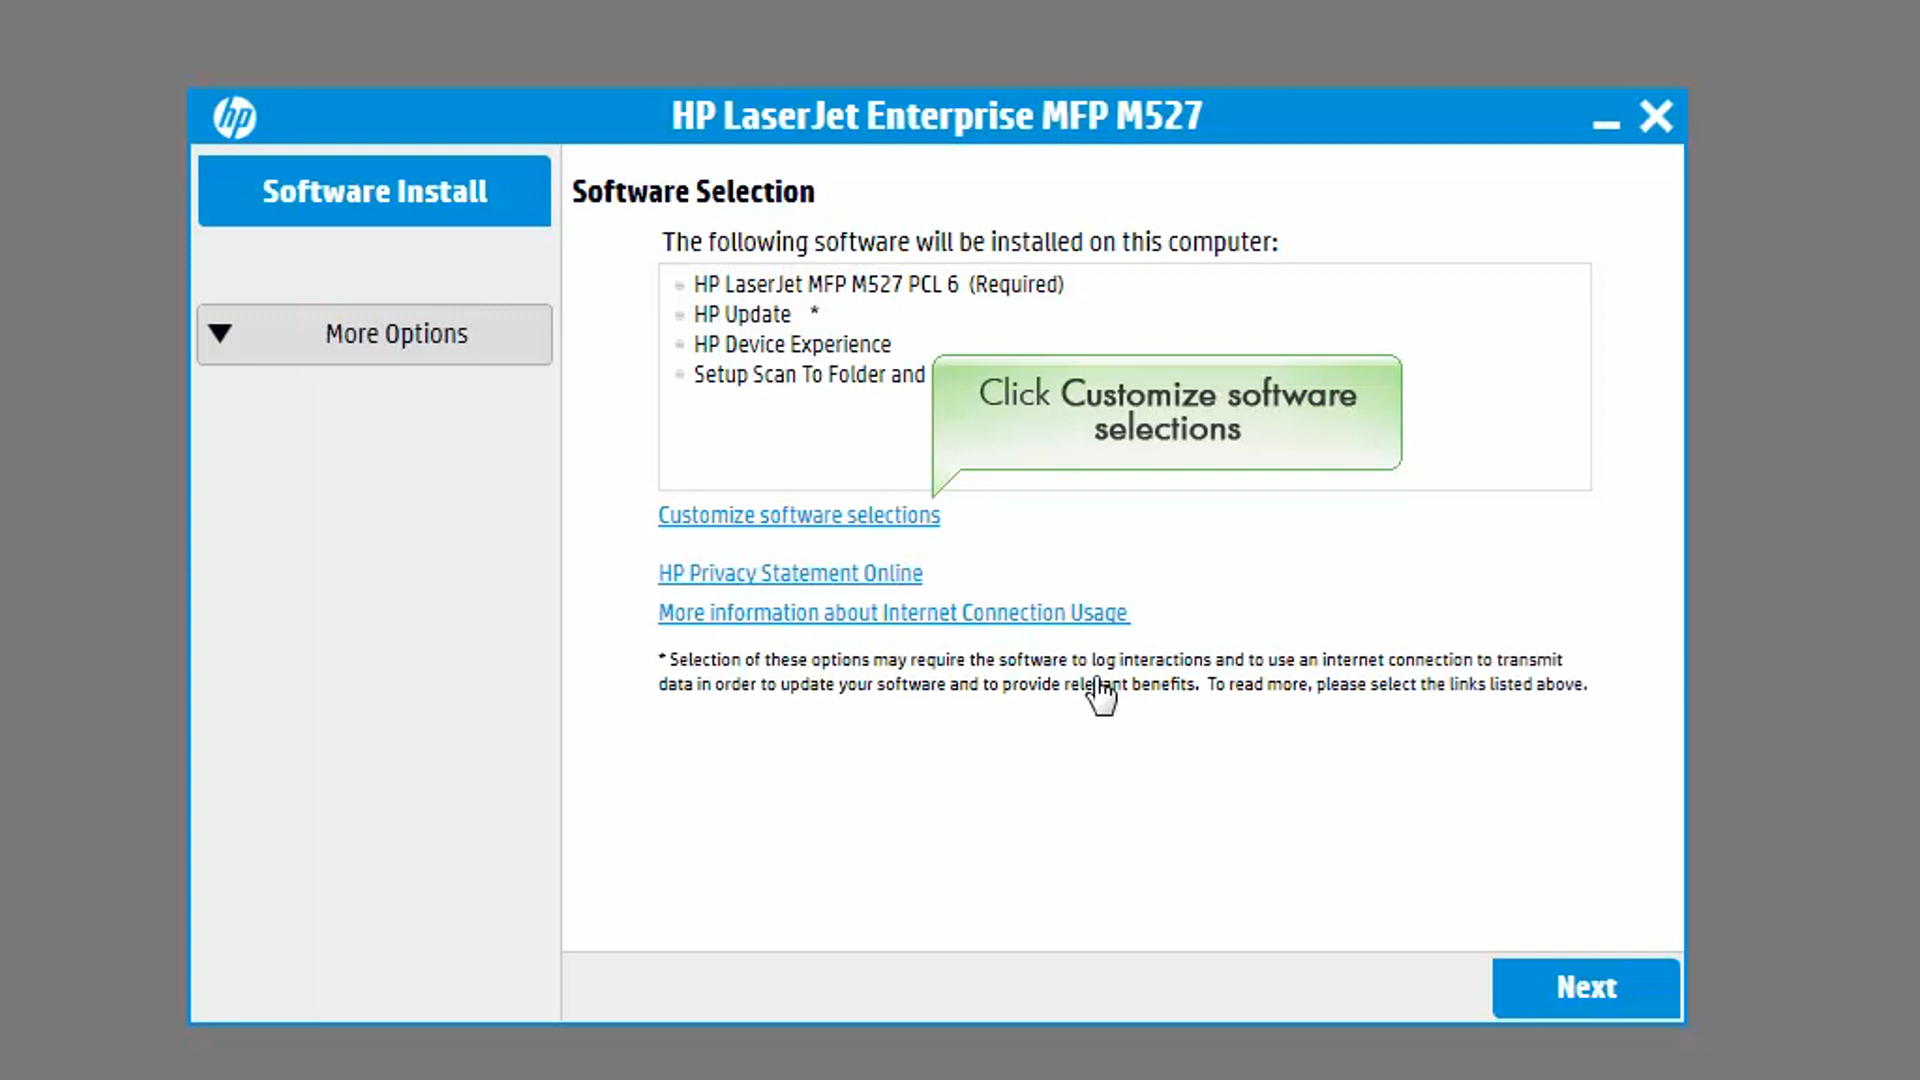 hp
HP LaserJet Enterprise MFP M527
Software Install
More Options
Software Selection
The following software will be installed on this computer:
HP LaserJet MFP M527 PCL 6 (Required)
HP Update *
HP Device Experience
Setup Scan To Folder and
Click Customize software
selections
Customize software selections
HP Privacy Statement Online
More information about Internet Connection Usage
* Selection of these options may require the software to log interactions and to use an internet connection to transmit
data in order to update your software and to provide relevant benefits. To read more, please select the links listed above.
Next